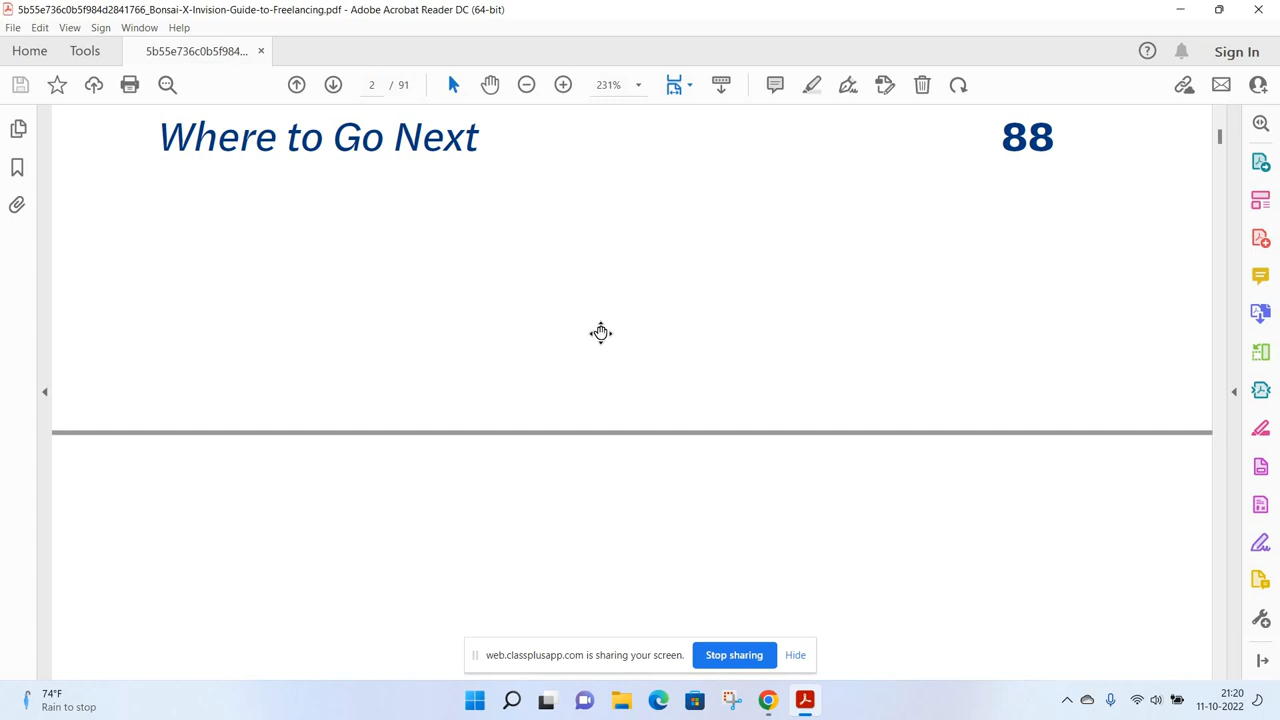 5b55e736c0b5f984d2841766_Bonsai-X-Invision-Guide-to-Freelancing.pdf - Adobe Acrobat Reader DC (64-bit)
File Edit View Sign Window Help
Home Tools 5b55e736c0b5f984... Sign In
2 / 91 231%
Where to Go Next 88
web.classplusapp.com is sharing your screen. Stop sharing Hide
74°F
Rain to stop
21:20
11-10-2022